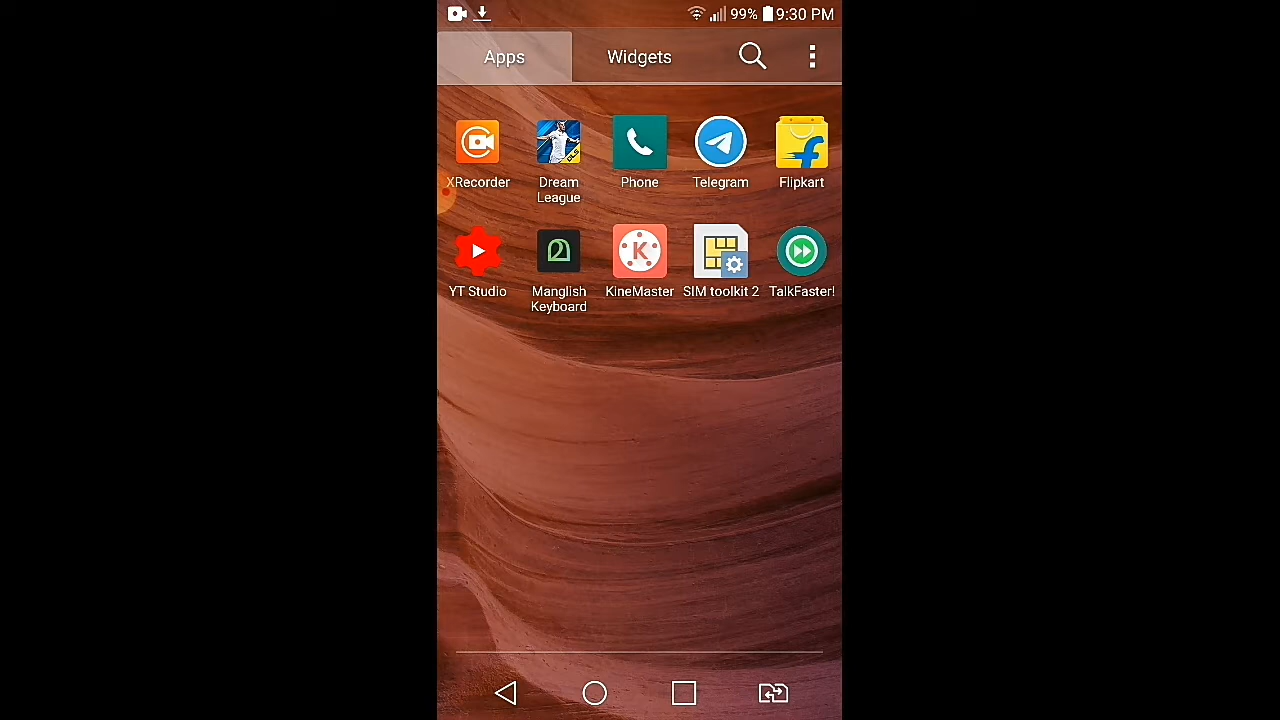 99% 9:30 PM
Apps Widgets
XRecorder Dream League Phone Telegram Flipkart
YT Studio Manglish Keyboard KineMaster SIM toolkit 2 TalkFaster!